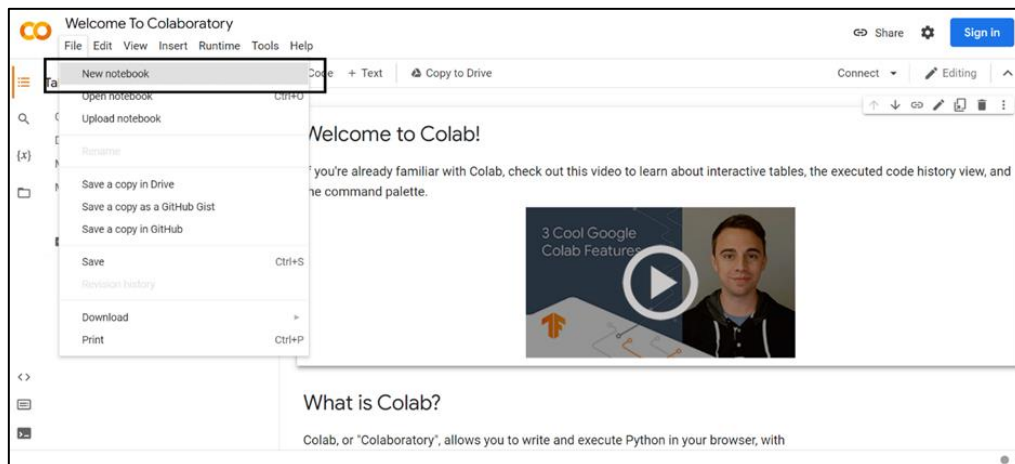 Welcome To Colaboratory
File Edit View Insert Runtime Tools Help
Share
Sign in
+ Text
Copy to Drive
Connect
Editing
New notebook
Open notebook Ctrl+O
Upload notebook
Rename
Save a copy in Drive
Save a copy as a GitHub Gist
Save a copy in GitHub
Save Ctrl+S
Revision history
Download
Print Ctrl+P
{x}
Welcome to Colab!
you're already familiar with Colab, check out this video to learn about interactive tables, the executed code history view, and
command palette.
3 Cool Google
Colab Features
What is Colab?
Colab, or "Colaboratory", allows you to write and execute Python in your browser, with